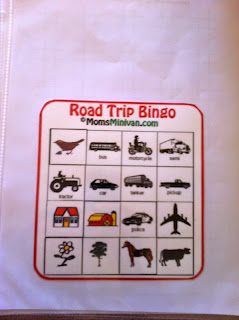 Road Trip Bingo
©MomsMinivan.com
bus motorcycle semi
tractor car tanker pickup
police